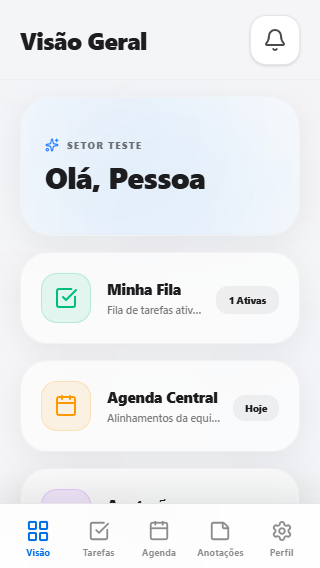 Visão Geral
SETOR TESTE
Olá, Pessoa
Minha Fila
Fila de tarefas ativ...
1 Ativas
Agenda Central
Alinhamentos da equi...
Hoje
Visão
Tarefas
Agenda
Anotações
Perfil